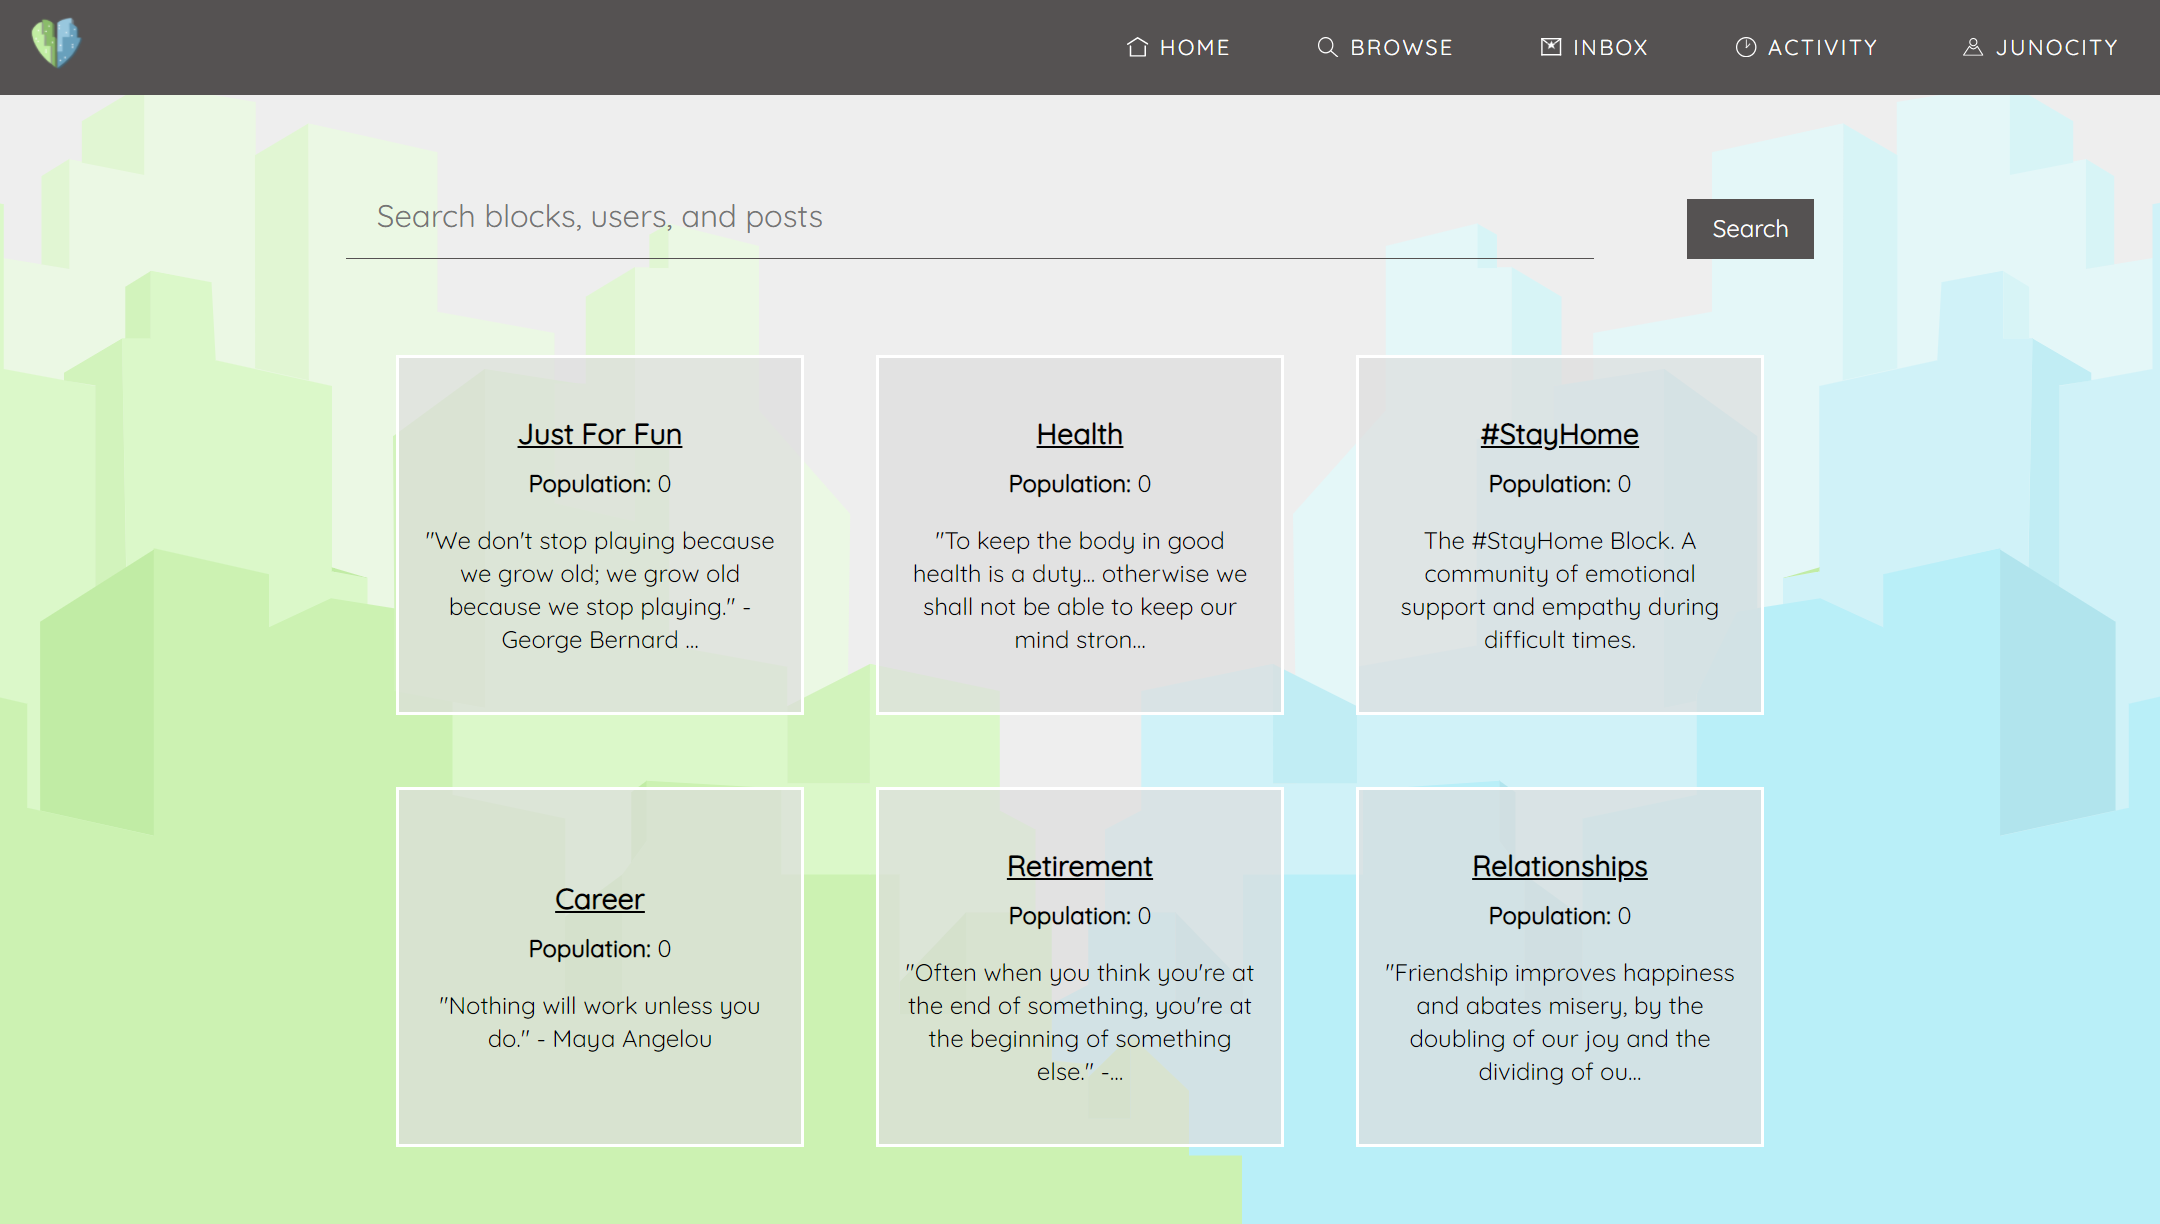 HOME BROWSE INBOX ACTIVITY JUNOCITY
Search blocks, users, and posts
Search
Just For Fun
Population: 0
"We don't stop playing because
we grow old; we grow old
because we stop playing." -
George Bernard ...
Health
Population: 0
"To keep the body in good
health is a duty... otherwise we
shall not be able to keep our
mind stron...
#StayHome
Population: 0
The #StayHome Block. A
community of emotional
support and empathy during
difficult times.
Career
Population: 0
"Nothing will work unless you
do." - Maya Angelou
Retirement
Population: 0
"Often when you think you're at
the end of something, you're at
the beginning of something
else." -...
Relationships
Population: 0
"Friendship improves happiness
and abates misery, by the
doubling of our joy and the
dividing of ou...